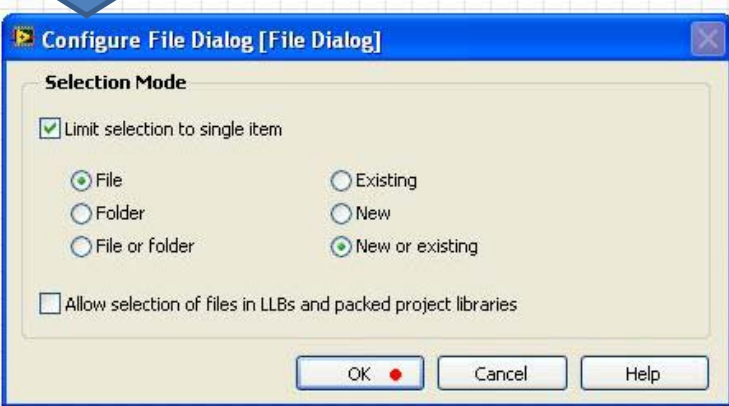 Configure File Dialog [File Dialog]
Selection Mode
Limit selection to single item
File Existing
Folder New
File or folder New or existing
Allow selection of files in LLBs and packed project libraries
OK Cancel Help